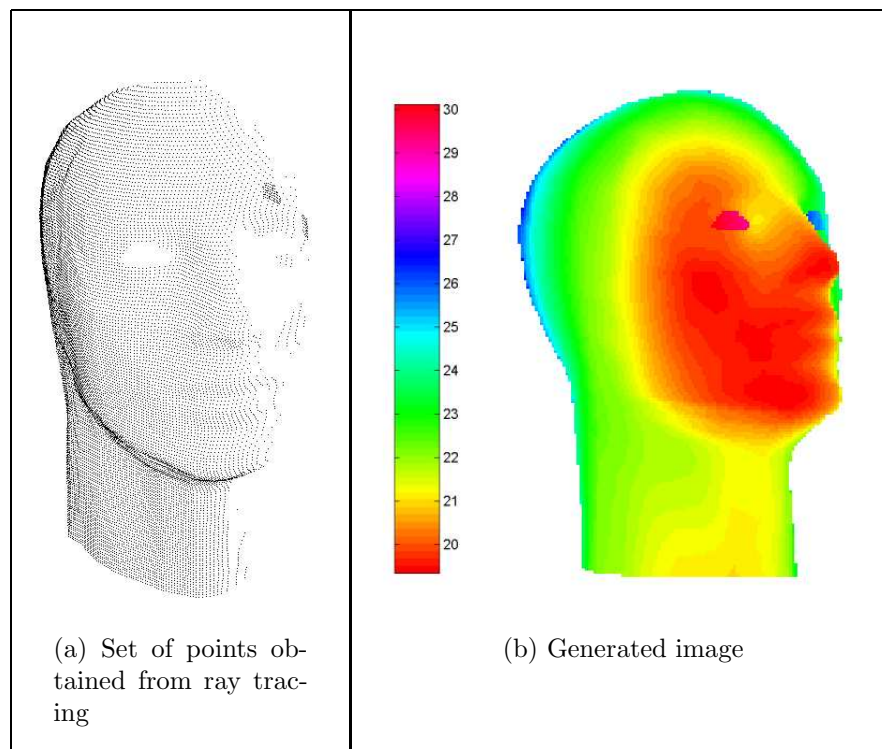 30
29
28
27
26
25
24
23
22
21
20
(a) Set of points ob-
tained from ray trac-
ing
(b) Generated image